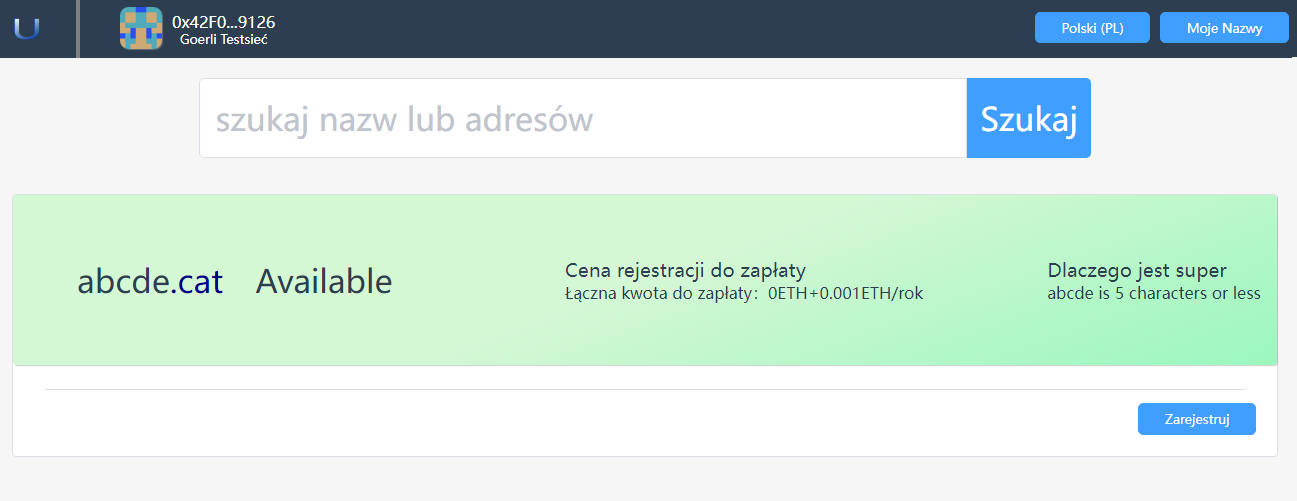 U
0x42F0...9126
Goerli Testsieć
Polski (PL)
Moje Nazwy
szukaj nazw lub adresów
Szukaj
abcde.cat Available
Cena rejestracji do zapłaty
Łączna kwota do zapłaty：0ETH+0.001ETH/rok
Dlaczego jest super
abcde is 5 characters or less
Zarejestruj